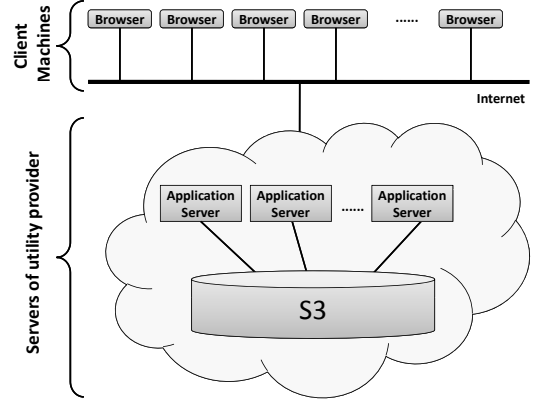 Client
Machines
Browser Browser Browser Browser ...... Browser
Internet
Servers of utility provider
Application
Server
Application
Server
......
Application
Server
S3